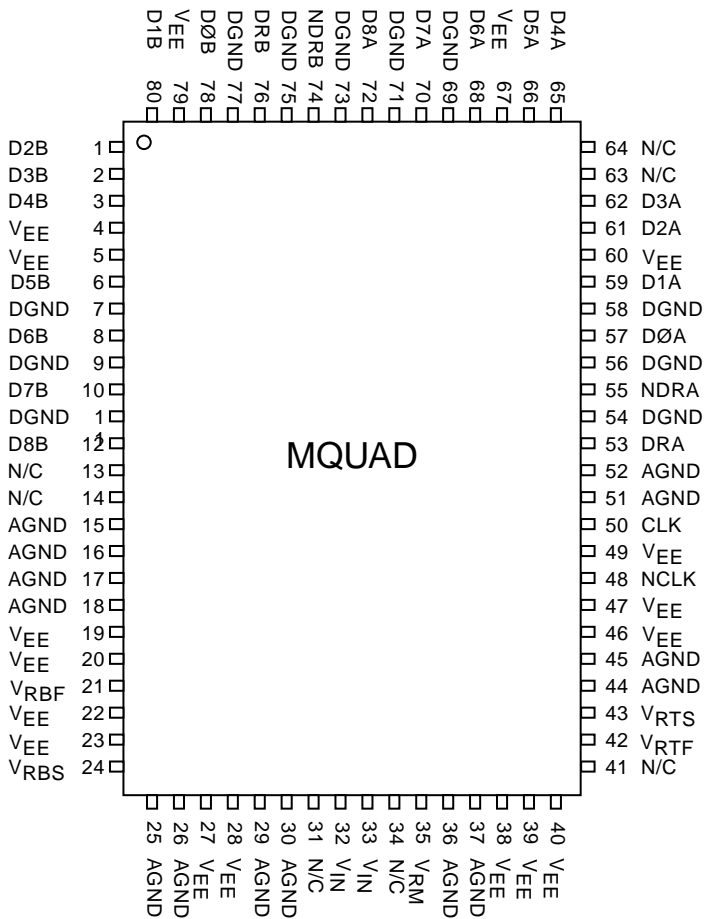 D1B VEE DØB DGND DRB DGND NDRB DGND D8A DGND D7A DGND D6A VEE D5A D4A
80 79 78 77 76 75 74 73 72 71 70 69 68 67 66 65
D2B 1
D3B 2
D4B 3
VEE 4
VEE 5
D5B 6
DGND 7
D6B 8
DGND 9
D7B 10
DGND 11
D8B 12
N/C 13
N/C 14
AGND 15
AGND 16
AGND 17
AGND 18
VEE 19
VEE 20
VRBF 21
VEE 22
VEE 23
VRBS 24
MQUAD
64 N/C
63 N/C
62 D3A
61 D2A
60 VEE
59 D1A
58 DGND
57 DØA
56 DGND
55 NDRA
54 DGND
53 DRA
52 AGND
51 AGND
50 CLK
49 VEE
48 NCLK
47 VEE
46 VEE
45 AGND
44 AGND
43 VRTS
42 VRTF
41 N/C
25 26 27 28 29 30 31 32 33 34 35 36 37 38 39 40
AGND AGND VEE VEE AGND AGND N/C VIN VIN N/C VRM AGND AGND VEE VEE VEE